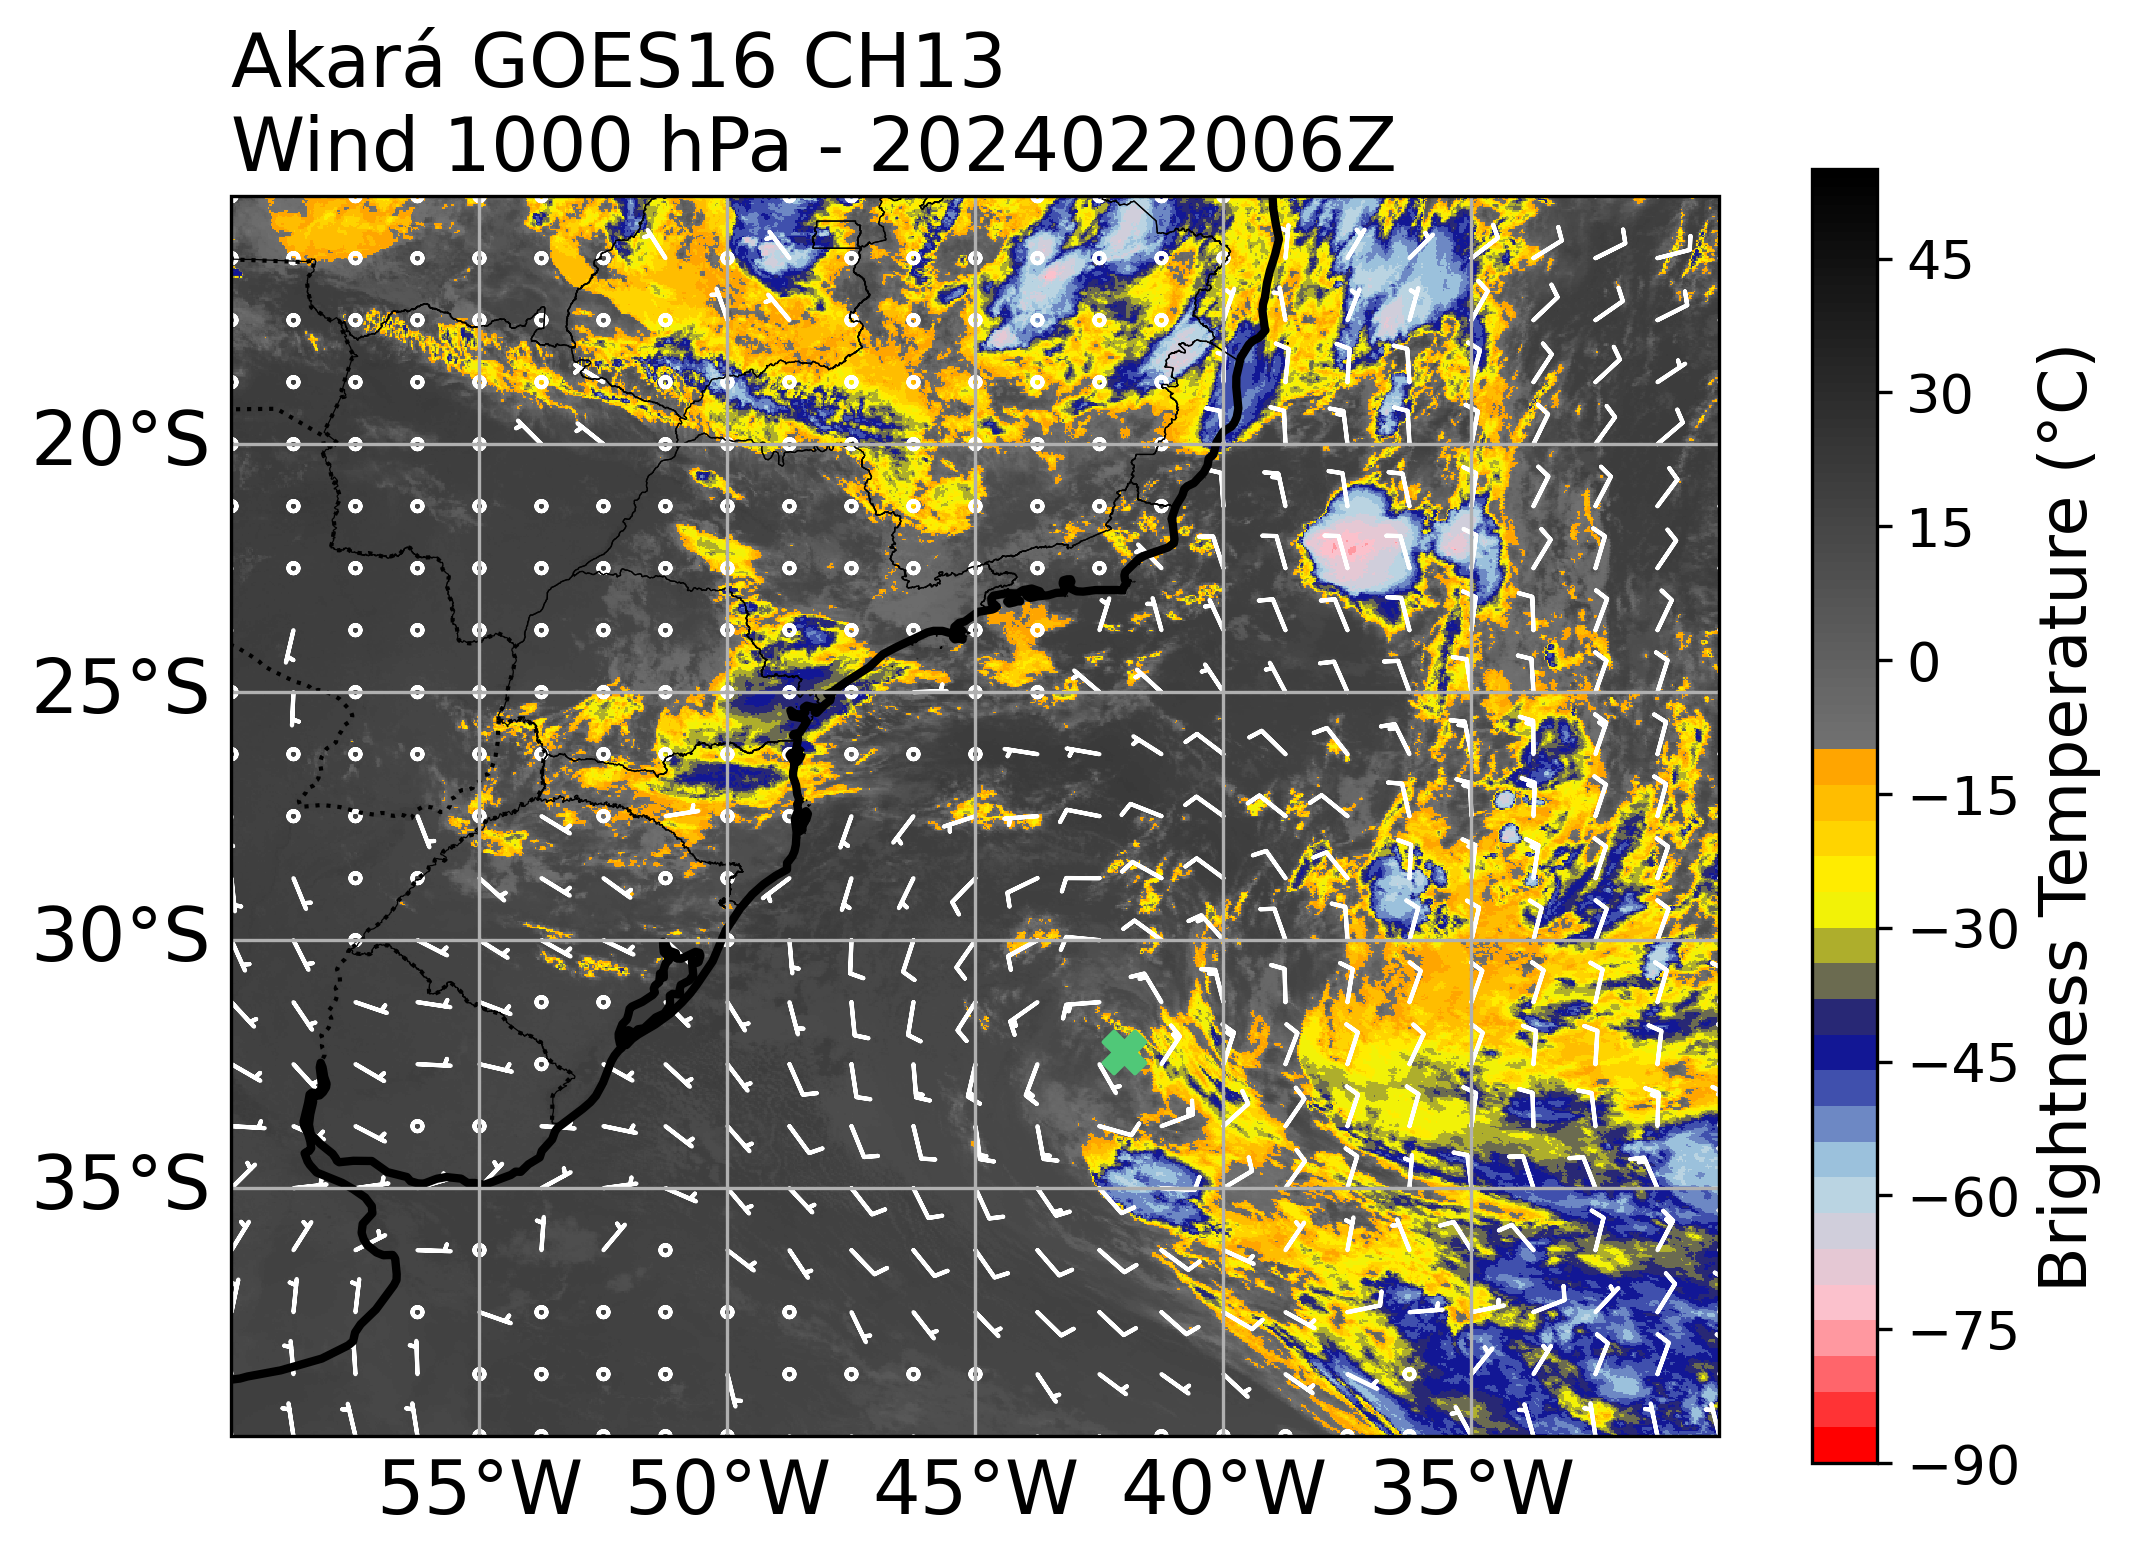 Akará GOES16 CH13
Wind 1000 hPa - 2024022006Z
20°S
25°S
30°S
35°S
55°W 50°W 45°W 40°W 35°W
45
30
15
0
−15
−30
−45
−60
−75
−90
Brightness Temperature (°C)